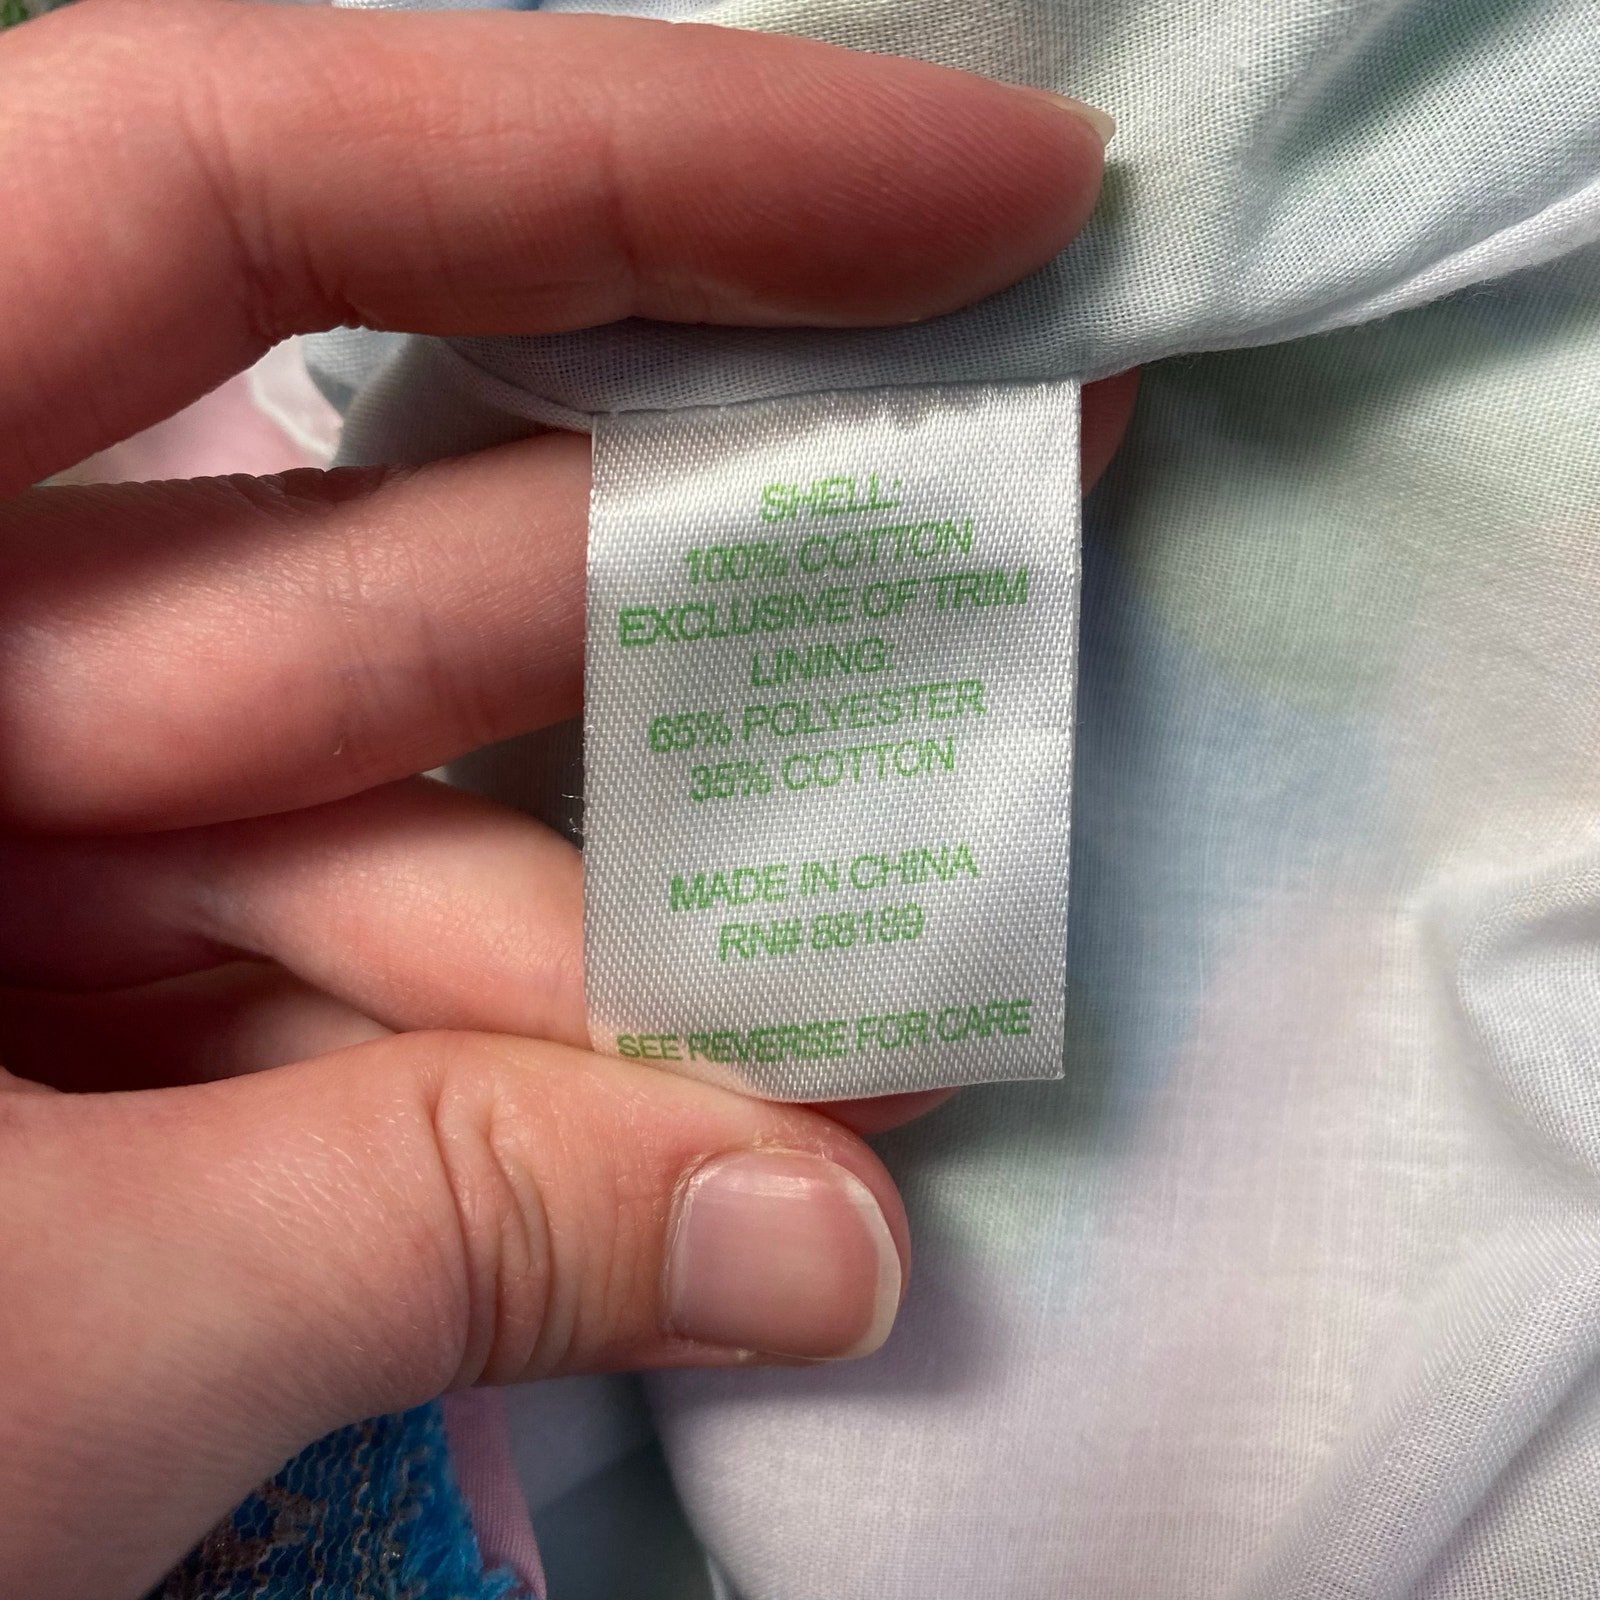 SHELL:
100% COTTON
EXCLUSIVE OF TRIM
LINING:
65% POLYESTER
35% COTTON
MADE IN CHINA
RN# 88189
SEE REVERSE FOR CARE